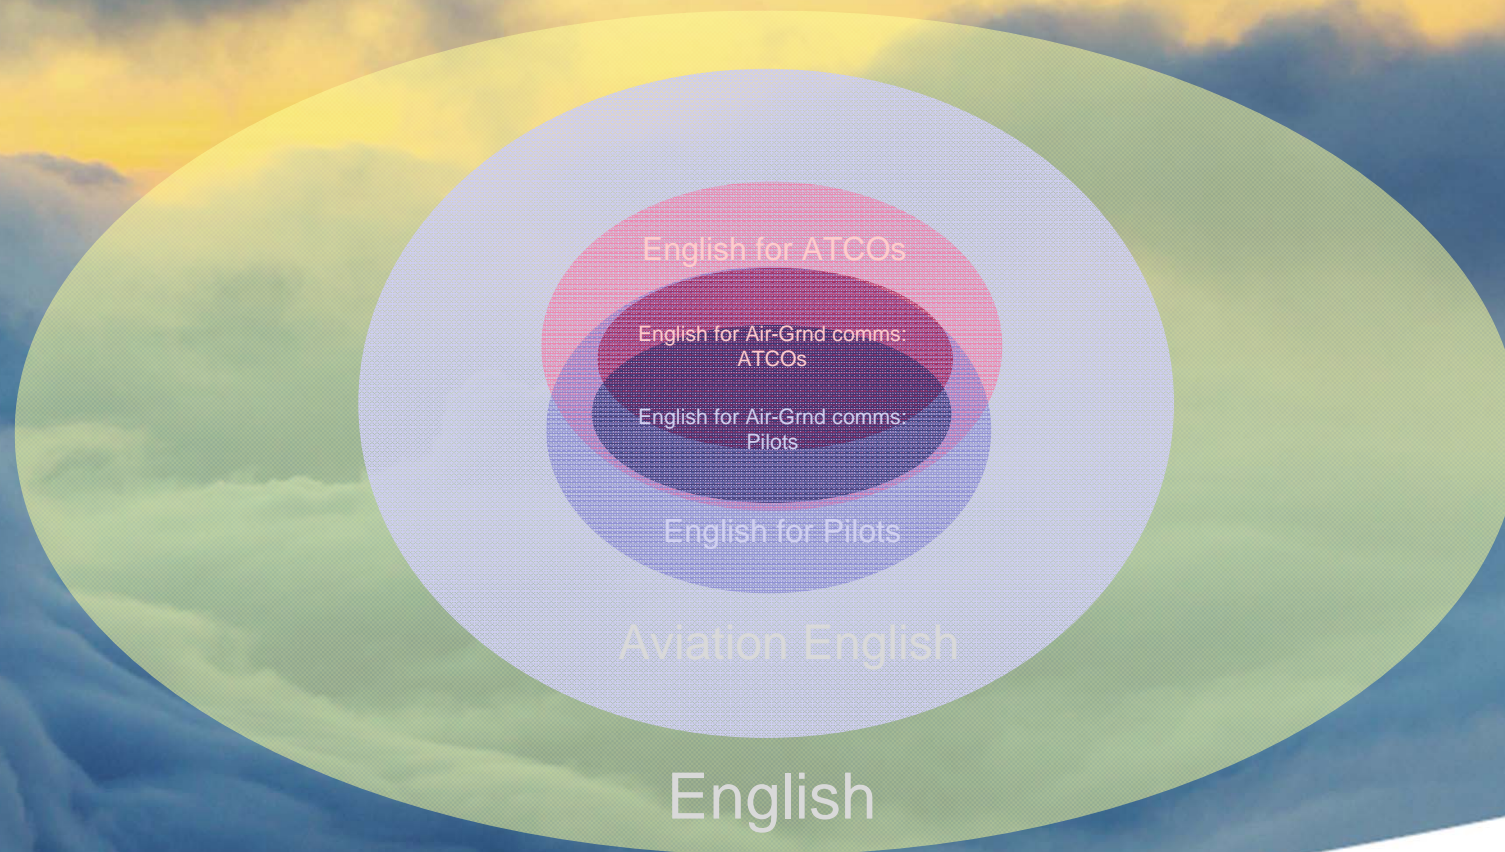 English for ATCOs
English for Air-Grnd comms:
ATCOs
English for Air-Grnd comms:
Pilots
English for Pilots
Aviation English
English